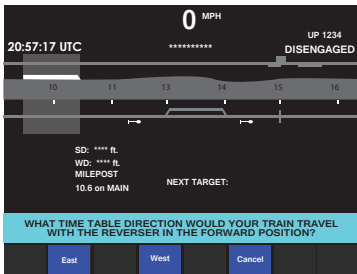 0 MPH
UP 1234
20:57:17 UTC
**********
DISENGAGED
10 11 12 13 14 15 16
SD: **** ft.
WD: **** ft.
MILEPOST
10.6 on MAIN
NEXT TARGET:
WHAT TIME TABLE DIRECTION WOULD YOUR TRAIN TRAVEL
WITH THE REVERSER IN THE FORWARD POSITION?
East West Cancel